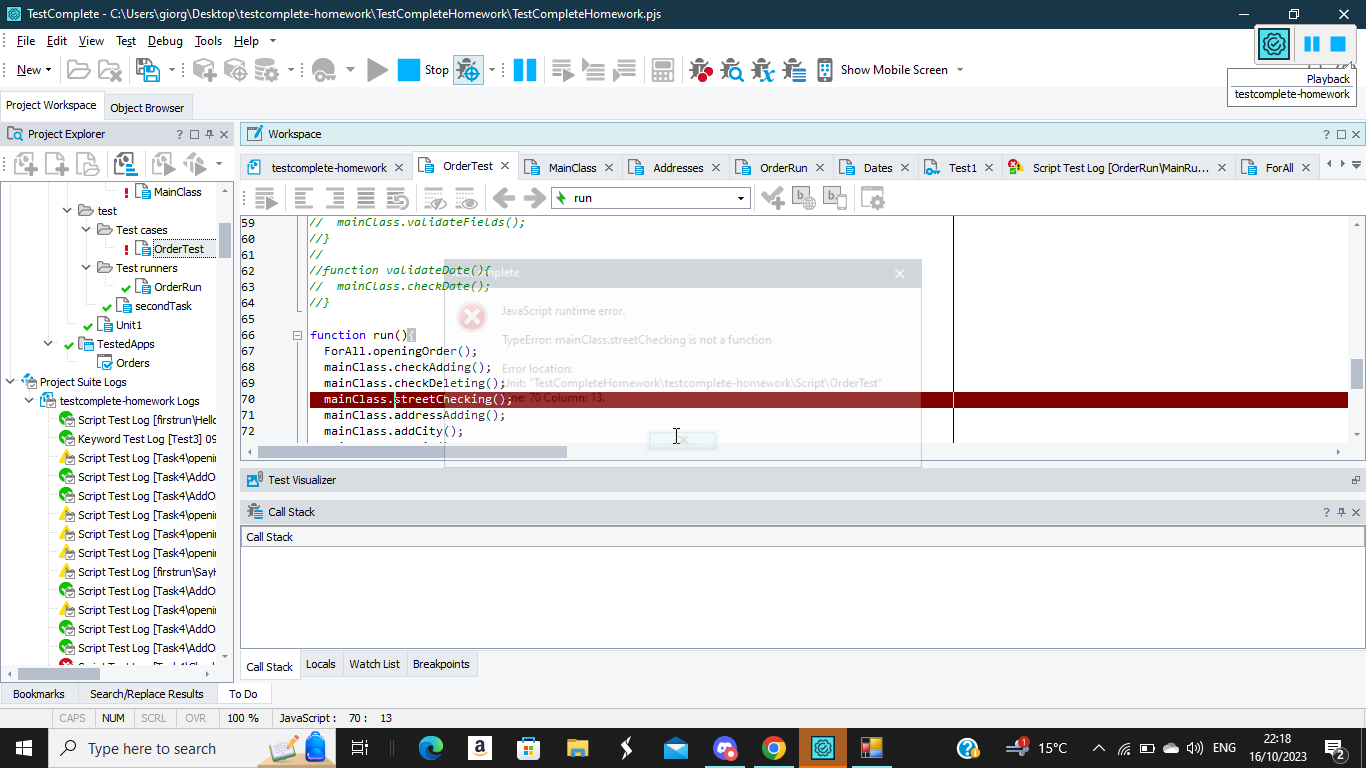 TestComplete - C:\Users\giorg\Desktop\testcomplete-homework\TestCompleteHomework\TestCompleteHomework.pjs
File Edit View Test Debug Tools Help
New Stop Show Mobile Screen
Playback
testcomplete-homework
Project Workspace Object Browser
Project Explorer
Workspace
testcomplete-homework OrderTest MainClass Addresses OrderRun Dates Test1 Script Test Log [OrderRun\MainRu... ForAll
run
MainClass
test
Test cases
OrderTest
Test runners
OrderRun
secondTask
Unit1
TestedApps
Orders
Project Suite Logs
testcomplete-homework Logs
Script Test Log [firstrun\Hello
Keyword Test Log [Test3] 09
Script Test Log [Task4\openi
Script Test Log [Task4\AddO
Script Test Log [Task4\AddO
Script Test Log [Task4\openi
Script Test Log [Task4\openi
Script Test Log [Task4\openi
Script Test Log [firstrun\SayH
Script Test Log [Task4\AddO
Script Test Log [Task4\openi
Script Test Log [Task4\AddO
Script Test Log [Task4\AddO
59 // mainClass.validateFields();
60 //}
61 //
62 //function validateDate(){
63 // mainClass.checkDate();
64 //}
65
66 function run(){
67 ForAll.openingOrder();
68 mainClass.checkAdding();
69 mainClass.checkDeleting();
70 mainClass.streetChecking();
71 mainClass.addressAdding();
72 mainClass.addCity();
JavaScript runtime error.
TypeError: mainClass.streetChecking is not a function
Error location:
Unit: "TestCompleteHomework\testcomplete-homework\Script\OrderTest"
Line: 70 Column: 13.
OK
Test Visualizer
Call Stack
Call Stack
Call Stack Locals Watch List Breakpoints
Bookmarks Search/Replace Results To Do
CAPS NUM SCRL OVR 100 % JavaScript : 70 : 13
Type here to search
15°C
ENG
22:18
16/10/2023
2